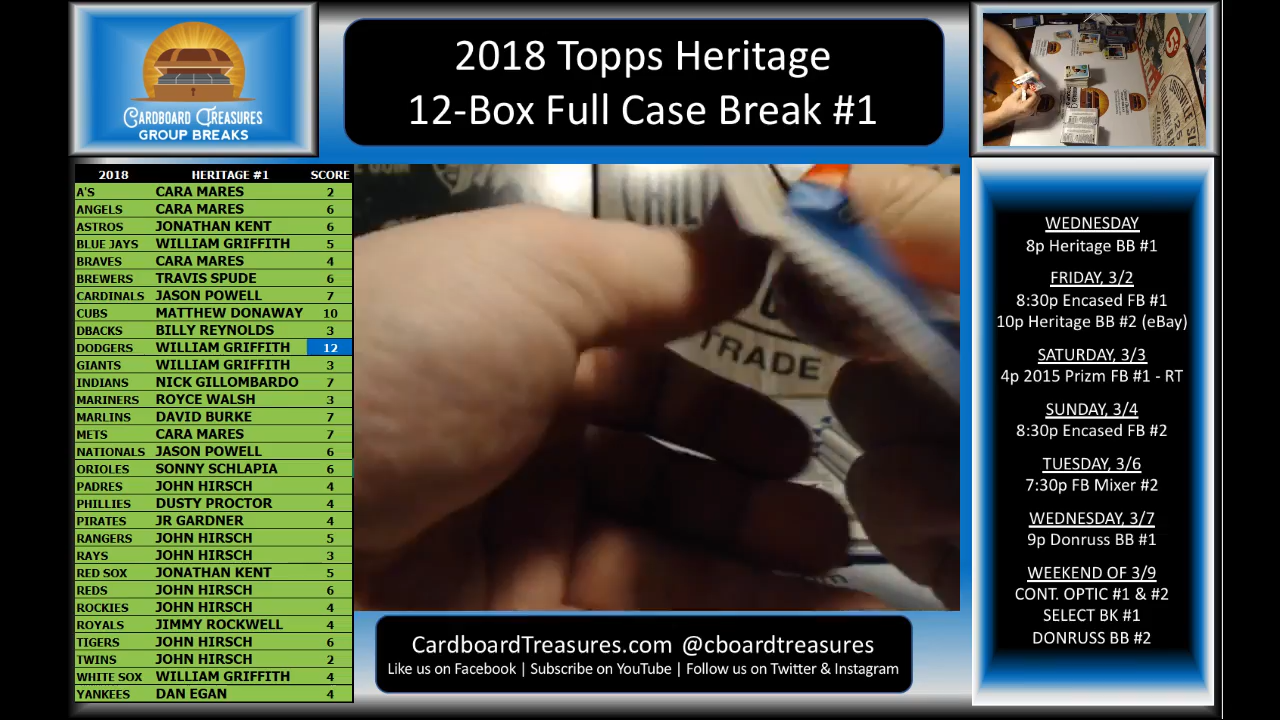 CARDBOARD TREASURES
GROUP BREAKS
2018 Topps Heritage
12-Box Full Case Break #1
2018 HERITAGE #1 SCORE
A'S CARA MARES 2
ANGELS CARA MARES 6
ASTROS JONATHAN KENT 6
BLUE JAYS WILLIAM GRIFFITH 5
BRAVES CARA MARES 4
BREWERS TRAVIS SPUDE 6
CARDINALS JASON POWELL 7
CUBS MATTHEW DONAWAY 10
DBACKS BILLY REYNOLDS 3
DODGERS WILLIAM GRIFFITH 12
GIANTS WILLIAM GRIFFITH 3
INDIANS NICK GILLOMBARDO 7
MARINERS ROYCE WALSH 3
MARLINS DAVID BURKE 7
METS CARA MARES 7
NATIONALS JASON POWELL 6
ORIOLES SONNY SCHLAPIA 6
PADRES JOHN HIRSCH 4
PHILLIES DUSTY PROCTOR 4
PIRATES JR GARDNER 4
RANGERS JOHN HIRSCH 5
RAYS JOHN HIRSCH 3
RED SOX JONATHAN KENT 5
REDS JOHN HIRSCH 6
ROCKIES JOHN HIRSCH 4
ROYALS JIMMY ROCKWELL 4
TIGERS JOHN HIRSCH 6
TWINS JOHN HIRSCH 2
WHITE SOX WILLIAM GRIFFITH 4
YANKEES DAN EGAN 4
TRADE
CardboardTreasures.com @cboardtreasures
Like us on Facebook | Subscribe on YouTube | Follow us on Twitter & Instagram
WEDNESDAY
8p Heritage BB #1
FRIDAY, 3/2
8:30p Encased FB #1
10p Heritage BB #2 (eBay)
SATURDAY, 3/3
4p 2015 Prizm FB #1 - RT
SUNDAY, 3/4
8:30p Encased FB #2
TUESDAY, 3/6
7:30p FB Mixer #2
WEDNESDAY, 3/7
9p Donruss BB #1
WEEKEND OF 3/9
CONT. OPTIC #1 & #2
SELECT BK #1
DONRUSS BB #2